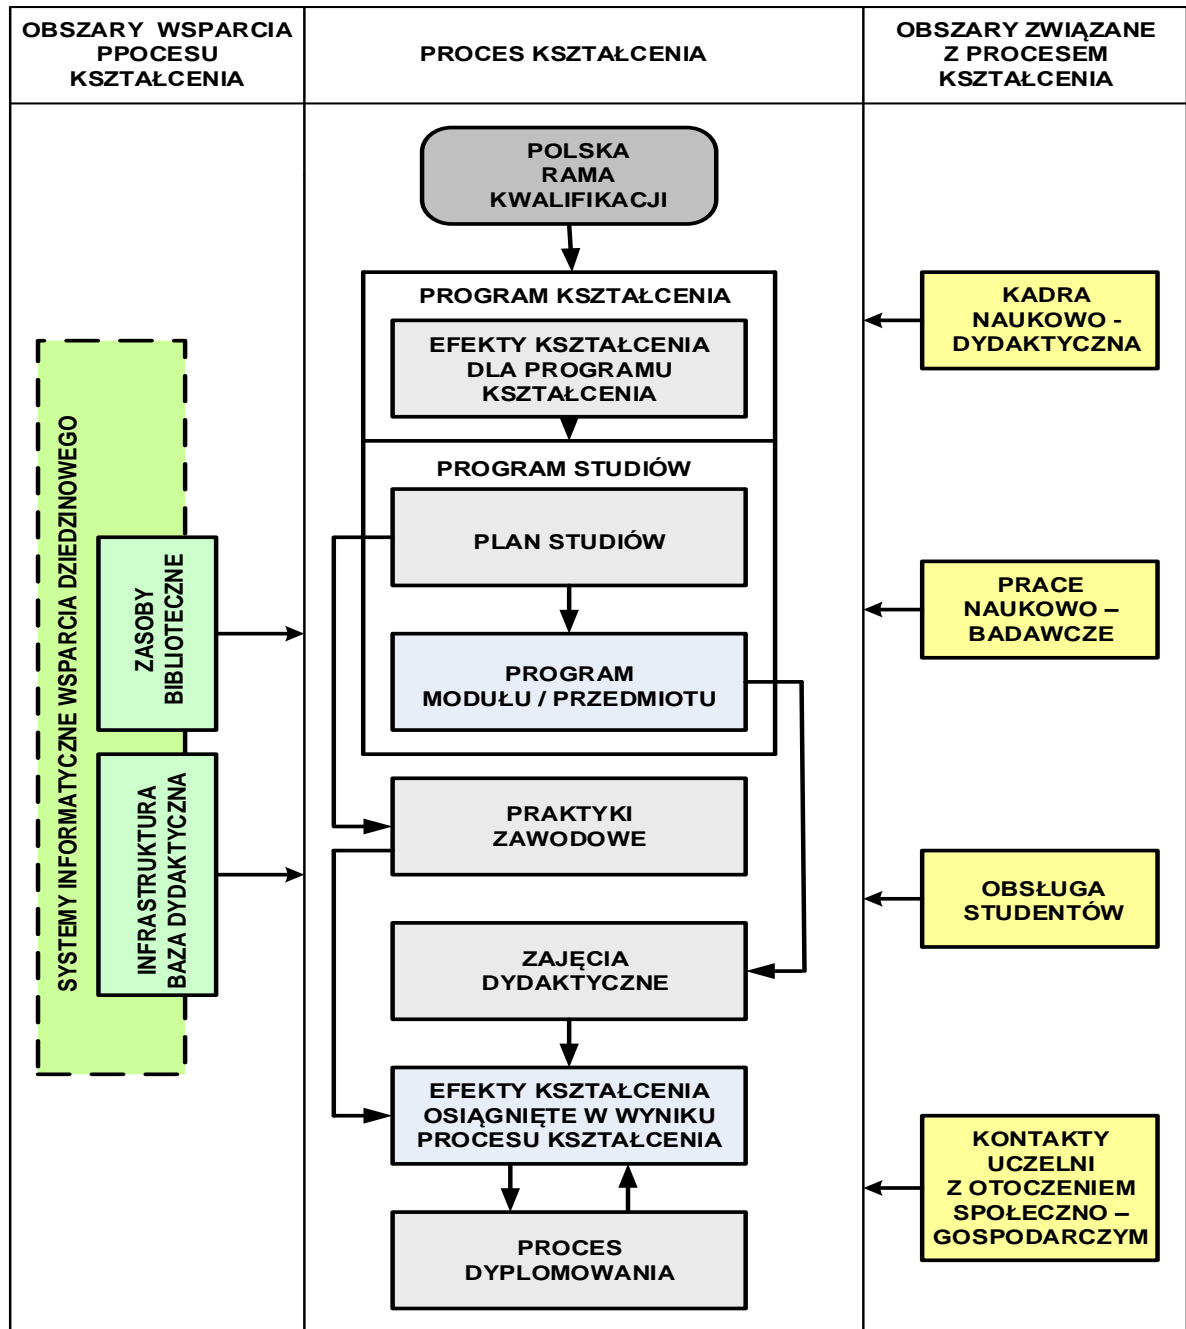 OBSZARY WSPARCIA
PPOCESU
KSZTAŁCENIA
PROCES KSZTAŁCENIA
OBSZARY ZWIĄZANE
Z PROCESEM
KSZTAŁCENIA
SYSTEMY INFORMATYCZNE WSPARCIA DZIEDZINOWEGO
ZASOBY
BIBLIOTECZNE
INFRASTRUKTURA
BAZA DYDAKTYCZNA
POLSKA
RAMA
KWALIFIKACJI
PROGRAM KSZTAŁCENIA
EFEKTY KSZTAŁCENIA
DLA PROGRAMU
KSZTAŁCENIA
PROGRAM STUDIÓW
PLAN STUDIÓW
PROGRAM
MODUŁU / PRZEDMIOTU
PRAKTYKI
ZAWODOWE
ZAJĘCIA
DYDAKTYCZNE
EFEKTY KSZTAŁCENIA
OSIĄGNIĘTE W WYNIKU
PROCESU KSZTAŁCENIA
PROCES
DYPLOMOWANIA
KADRA
NAUKOWO -
DYDAKTYCZNA
PRACE
NAUKOWO –
BADAWCZE
OBSŁUGA
STUDENTÓW
KONTAKTY
UCZELNI
Z OTOCZENIEM
SPOŁECZNO –
GOSPODARCZYM